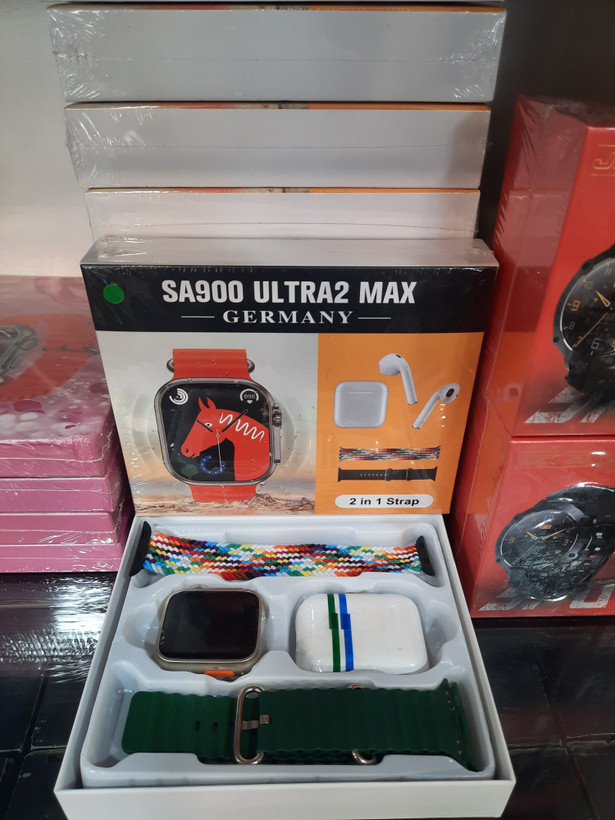 SA900 ULTRA2 MAX
GERMANY
2 in 1 Strap